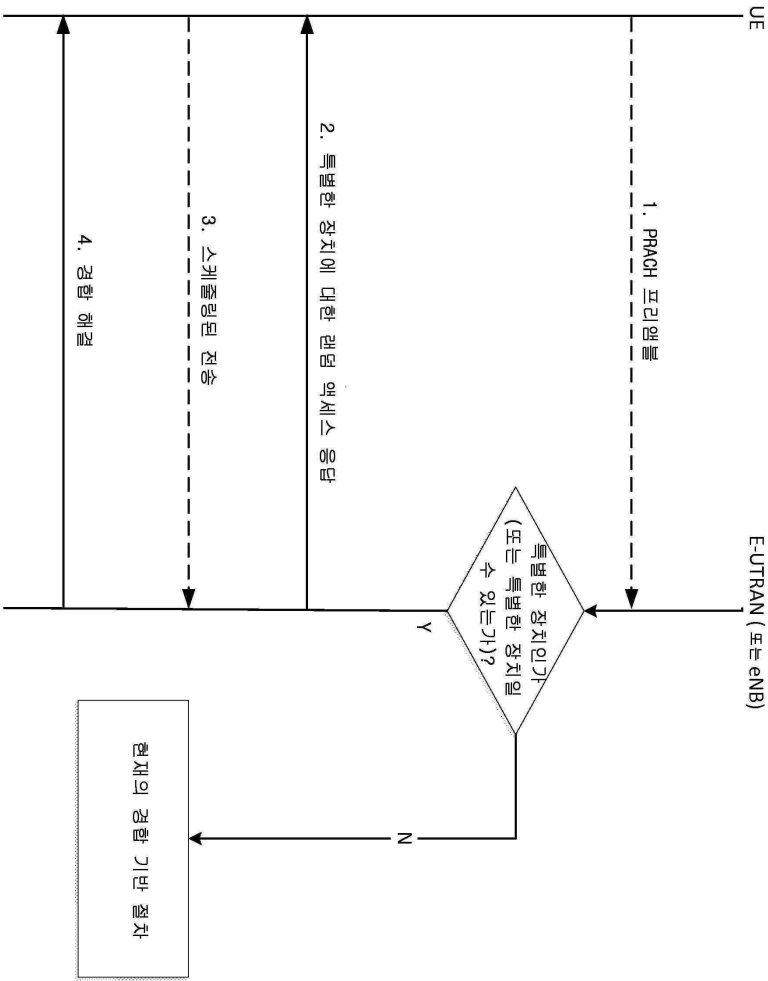 UE
E-UTRAN (또는 eNB)
1. PRACH 프리앰블
특별한 장치인가
(또는 특별한 장치일
수 있는가)?
Y
N
2. 특별한 장치에 대한 랜덤 액세스 응답
3. 스케줄링된 전송
4. 경합 해결
현재의 경합 기반 절차